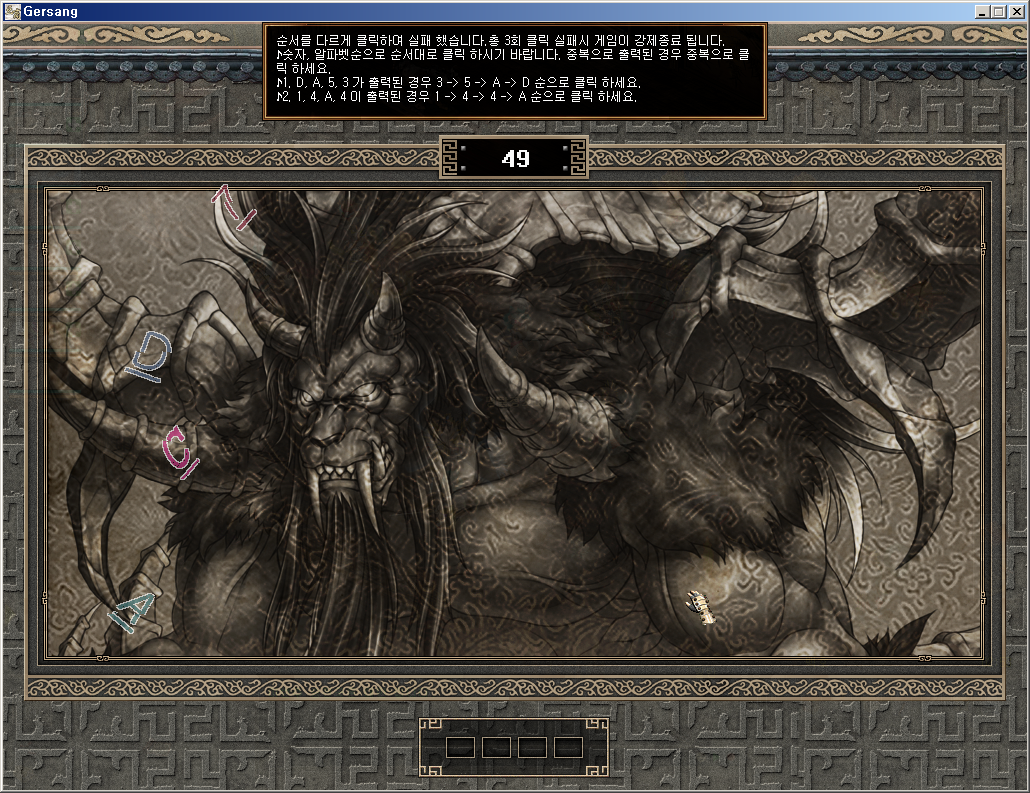 Gersang
순서를 다르게 클릭하여 실패 했습니다.총 3회 클릭 실패시 게임이 강제종료 됩니다.
♪숫자, 알파벳순으로 순서대로 클릭 하시기 바랍니다. 중복으로 출력된 경우 중복으로 클
릭 하세요.
♪1, D, A, 5, 3 가 출력된 경우 3 -> 5 -> A -> D 순으로 클릭 하세요.
♪2, 1, 4, A, 4 이 출력된 경우 1 -> 4 -> 4 -> A 순으로 클릭 하세요.
49
D
C
A